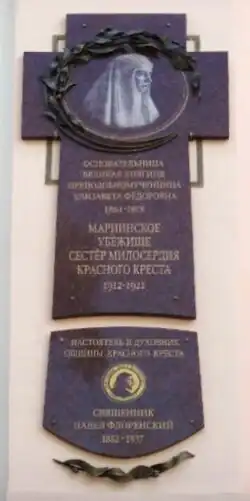 ОСНОВАТЕЛЬНИЦА
ВЕЛИКАЯ КНЯГИНЯ
ПРЕПОДОБНОМУЧЕНИЦА
ЕЛИЗАВЕТА ФЁДОРОВНА
1864-1918
МАРИИНСКОЕ
УБЕЖИЩЕ
СЕСТЁР МИЛОСЕРДИЯ
КРАСНОГО КРЕСТА
1912-1921
НАСТОЯТЕЛЬ И ДУХОВНИК
ОБЩИНЫ КРАСНОГО КРЕСТА
СВЯЩЕННИК
ПАВЕЛ ФЛОРЕНСКИЙ
1882-1937